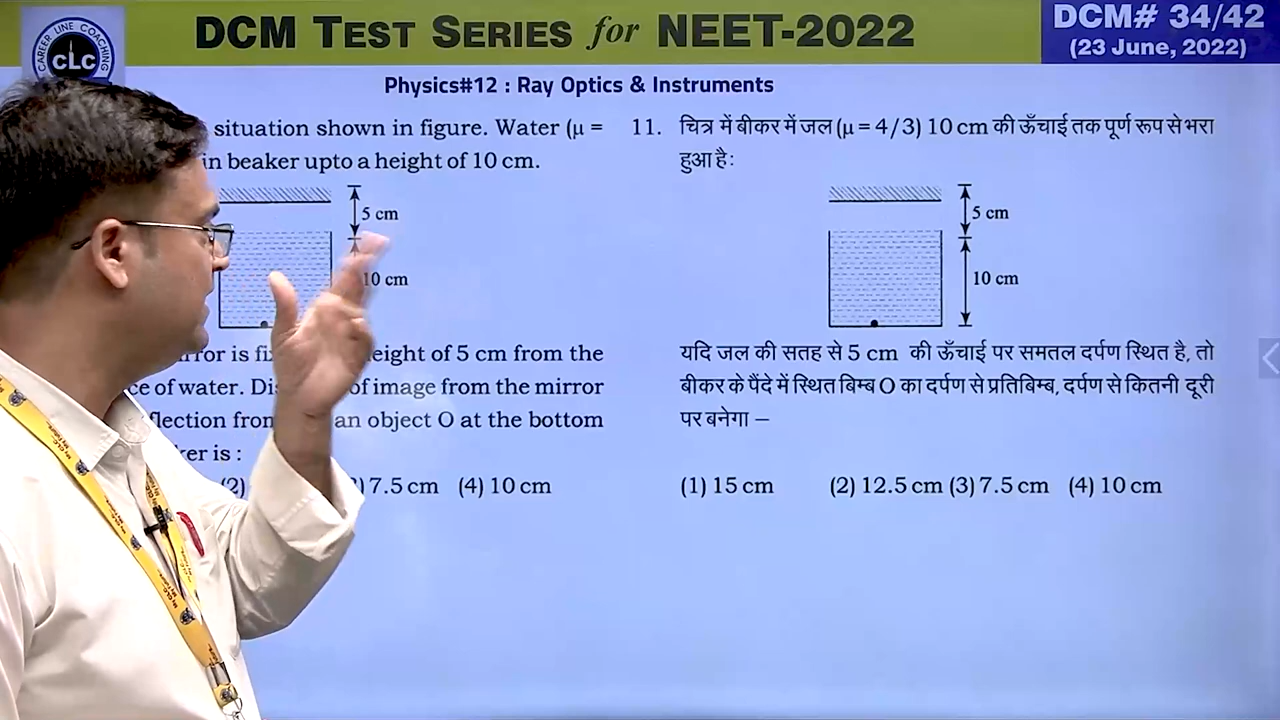 DCM TEST SERIES for NEET-2022
DCM# 34/42
(23 June, 2022)
CAREER LINE COACHING
CLC
Physics#12 : Ray Optics & Instruments
situation shown in figure. Water (μ =
in beaker upto a height of 10 cm.
5 cm
10 cm
ror is fi eight of 5 cm from the
ce of water. Dis of image from the mirror
flection from an object O at the bottom
ker is :
(2) 7.5 cm (4) 10 cm
11. चित्र में बीकर में जल (μ = 4/3) 10 cm की ऊँचाई तक पूर्ण रूप से भरा
हुआ है:
5 cm
10 cm
यदि जल की सतह से 5 cm की ऊँचाई पर समतल दर्पण स्थित है, तो
बीकर के पैंदे में स्थित बिम्ब O का दर्पण से प्रतिबिम्ब, दर्पण से कितनी दूरी
पर बनेगा –
(1) 15 cm (2) 12.5 cm (3) 7.5 cm (4) 10 cm